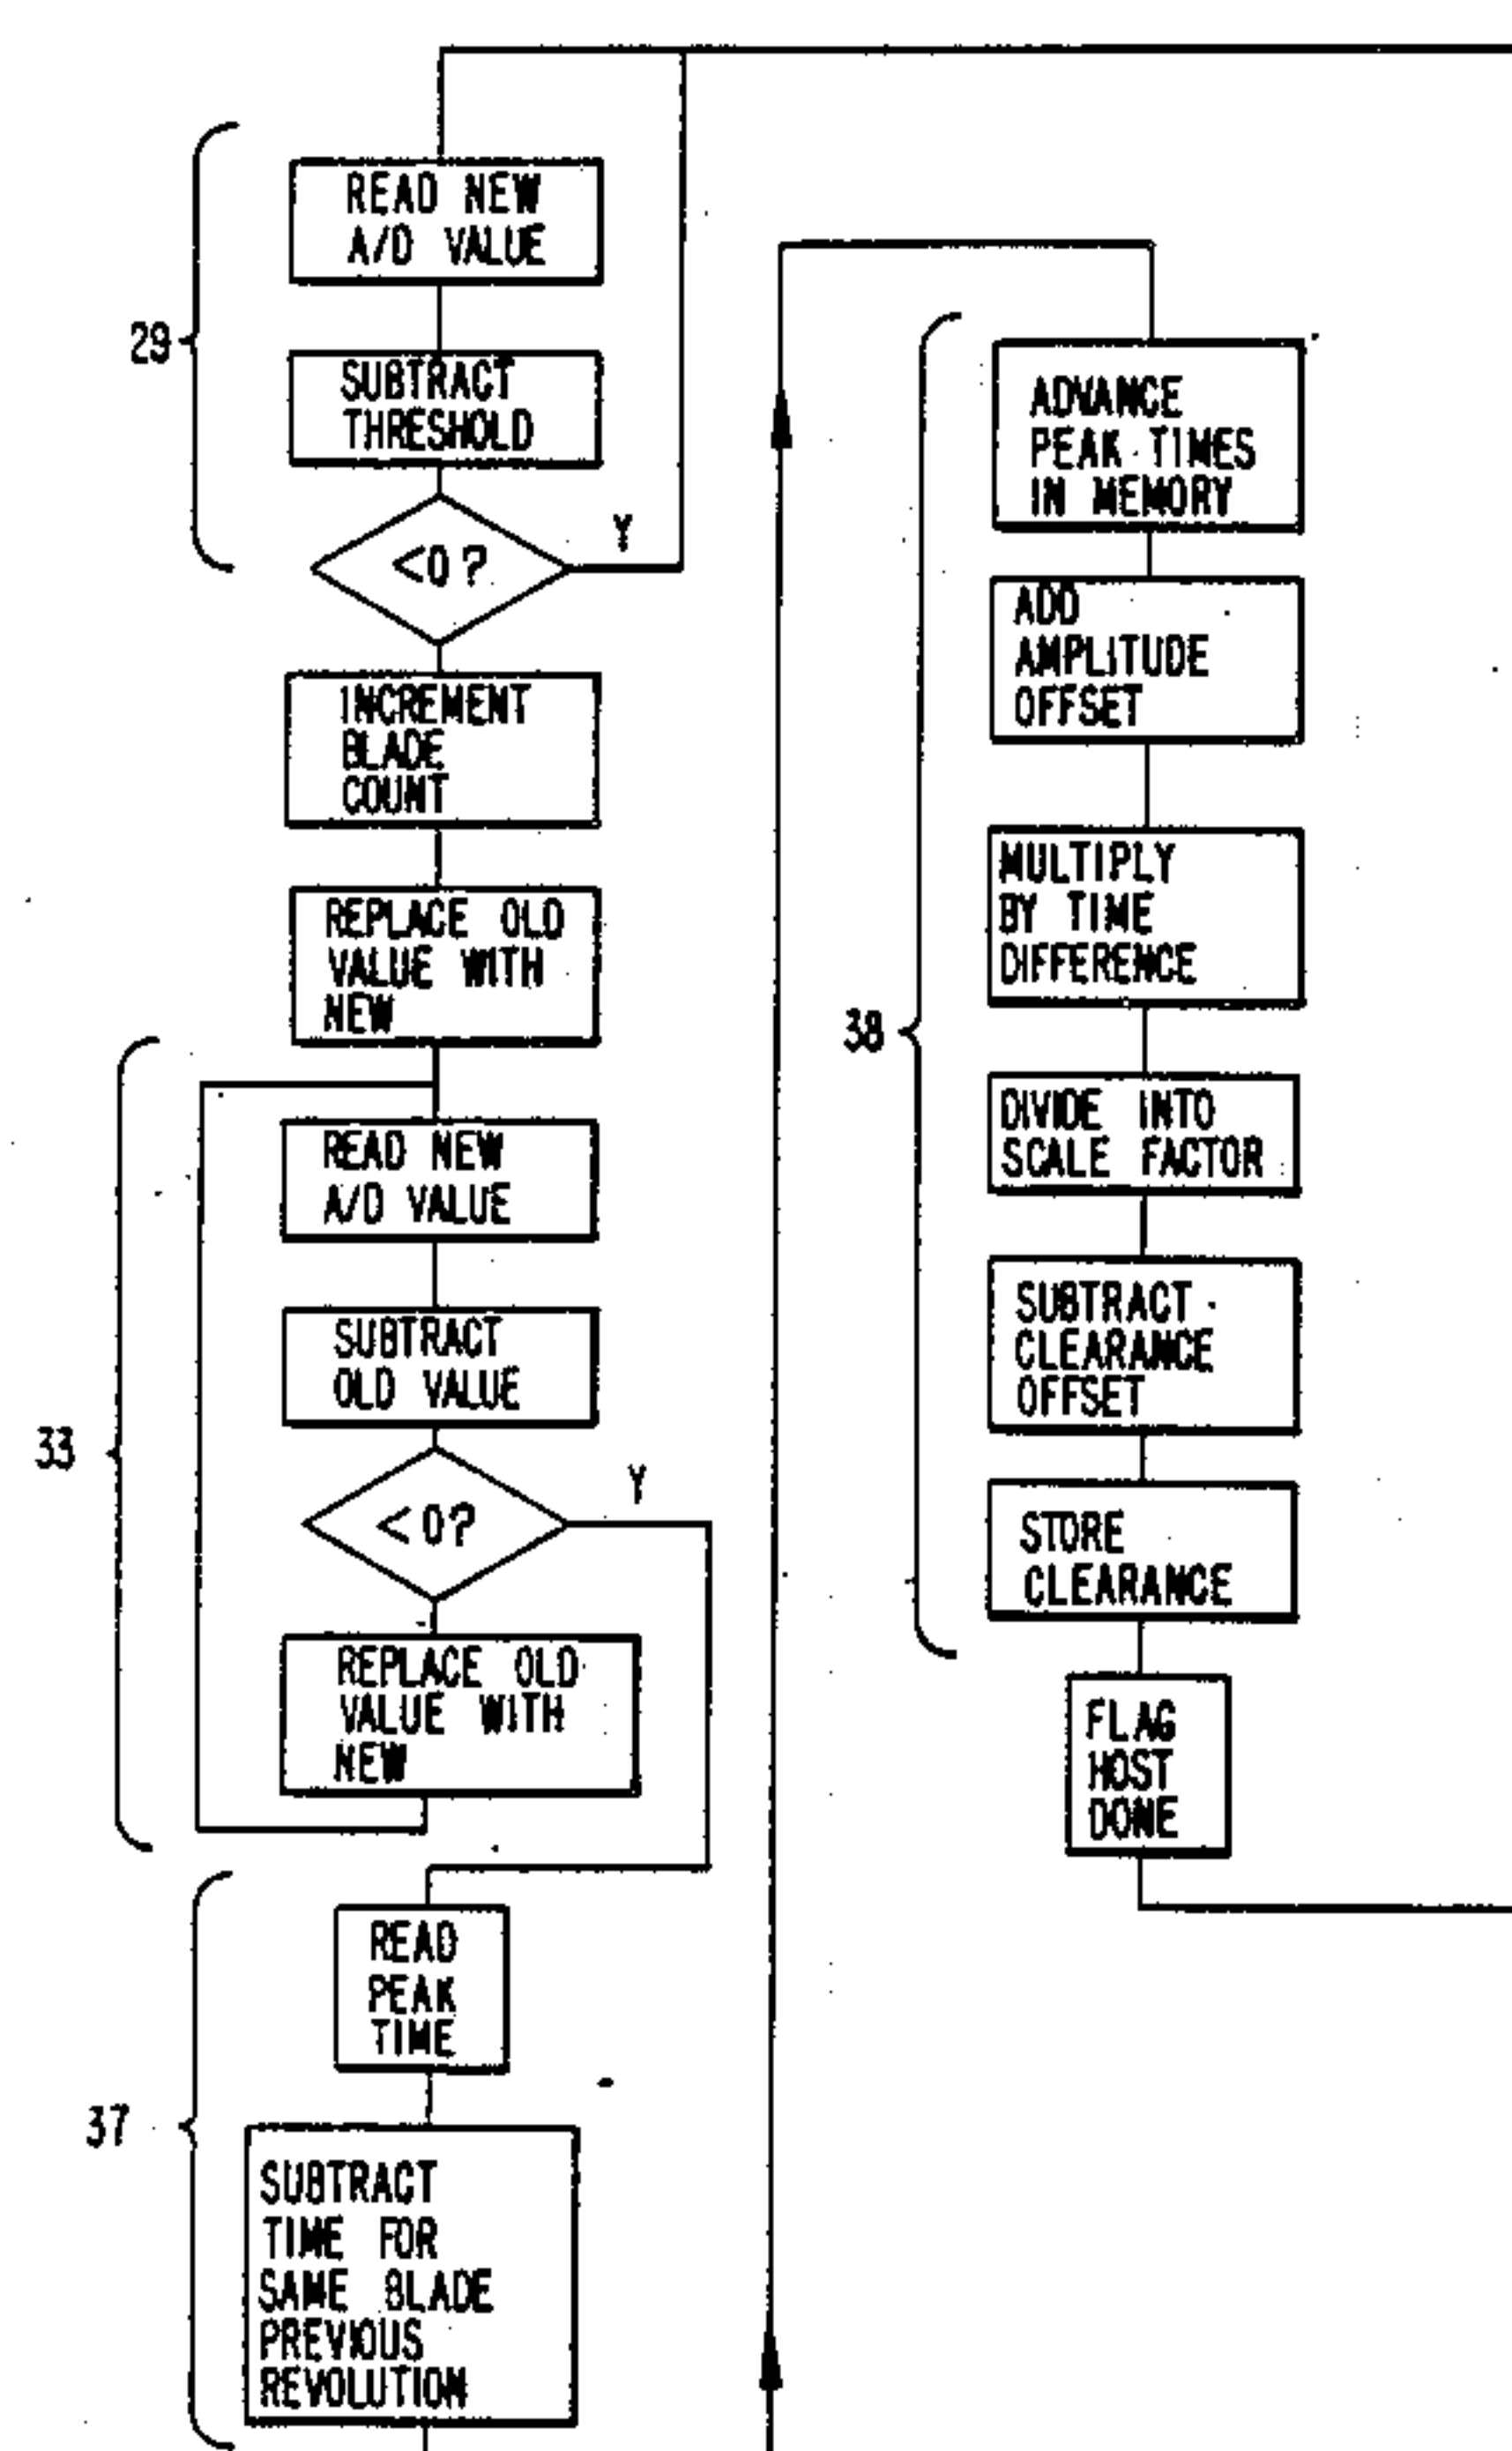 READ NEW
A/D VALUE
29
SUBTRACT
THRESHOLD
<0?
Y
INCREMENT
BLADE
COUNT
REPLACE OLD
VALUE WITH
NEW
33
READ NEW
A/D VALUE
SUBTRACT
OLD VALUE
<0?
Y
REPLACE OLD
VALUE WITH
NEW
READ
PEAK
TIME
37
SUBTRACT
TIME FOR
SAME BLADE
PREVIOUS
REVOLUTION
ADVANCE
PEAK TIMES
IN MEMORY
ADD
AMPLITUDE
OFFSET
MULTIPLY
BY TIME
DIFFERENCE
38
DIVIDE INTO
SCALE FACTOR
SUBTRACT
CLEARANCE
OFFSET
STORE
CLEARANCE
FLAG
HOST
DONE